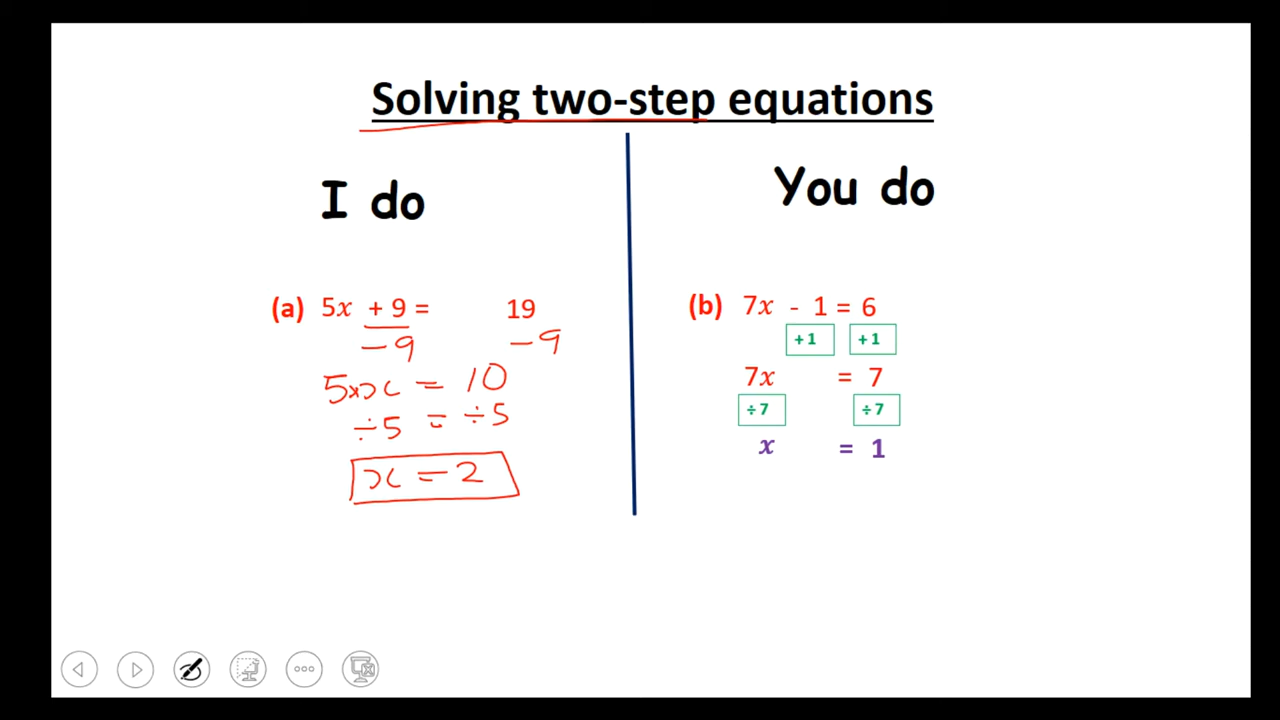 Solving two-step equations
I do
(a) 5x + 9 = 19
−9 −9
5×x = 10
÷5 = ÷5
x = 2
You do
(b) 7x - 1 = 6
+ 1 + 1
7x = 7
÷ 7 ÷ 7
x = 1